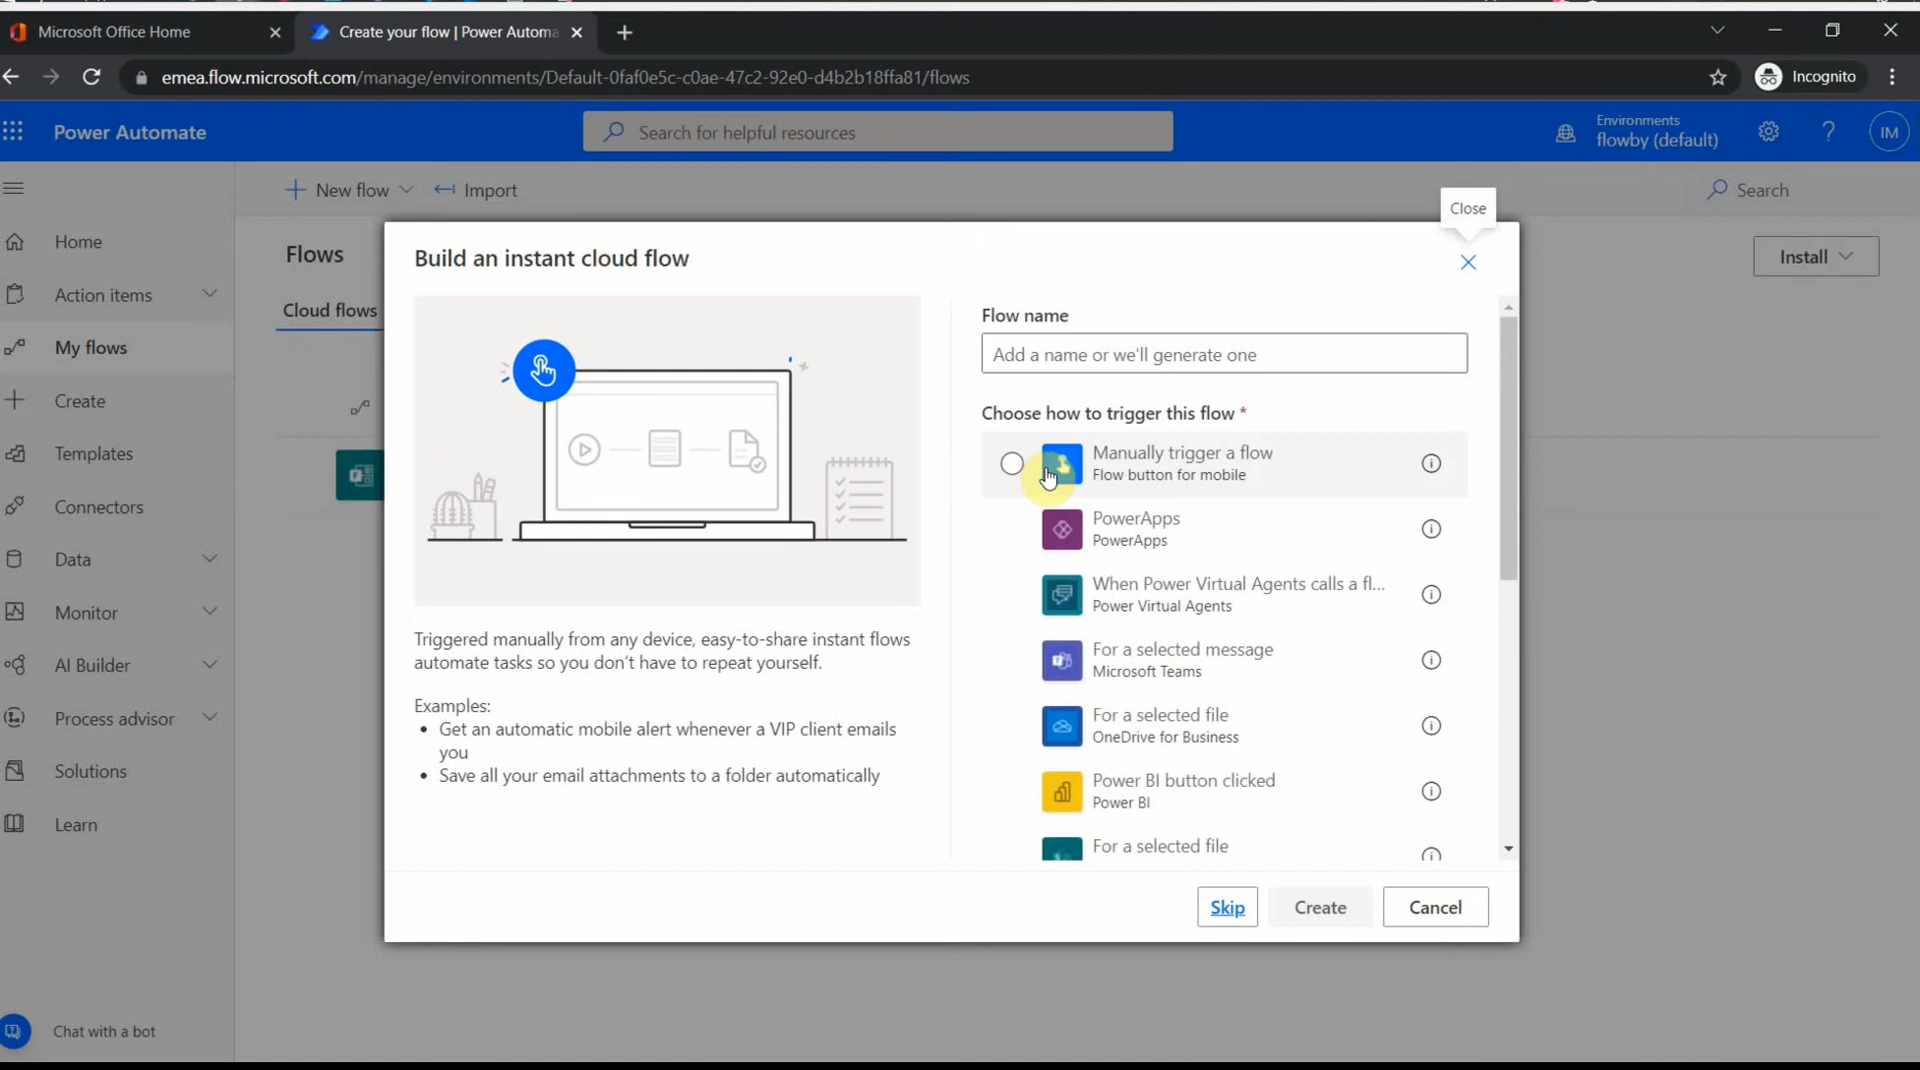 Microsoft Office Home
Create your flow | Power Automa
emea.flow.microsoft.com/manage/environments/Default-0faf0e5c-c0ae-47c2-92e0-d4b2b18ffa81/flows
Incognito
Power Automate
Search for helpful resources
Environments
flowby (default)
?
IM
New flow
Import
Search
Close
Home
Action items
My flows
Create
Templates
Connectors
Data
Monitor
AI Builder
Process advisor
Solutions
Learn
Chat with a bot
Flows
Install
Cloud flows
Build an instant cloud flow
Triggered manually from any device, easy-to-share instant flows
automate tasks so you don't have to repeat yourself.
Examples:
• Get an automatic mobile alert whenever a VIP client emails
you
• Save all your email attachments to a folder automatically
Flow name
Add a name or we'll generate one
Choose how to trigger this flow *
Manually trigger a flow
Flow button for mobile
PowerApps
PowerApps
When Power Virtual Agents calls a fl...
Power Virtual Agents
For a selected message
Microsoft Teams
For a selected file
OneDrive for Business
Power BI button clicked
Power BI
For a selected file
Skip
Create
Cancel